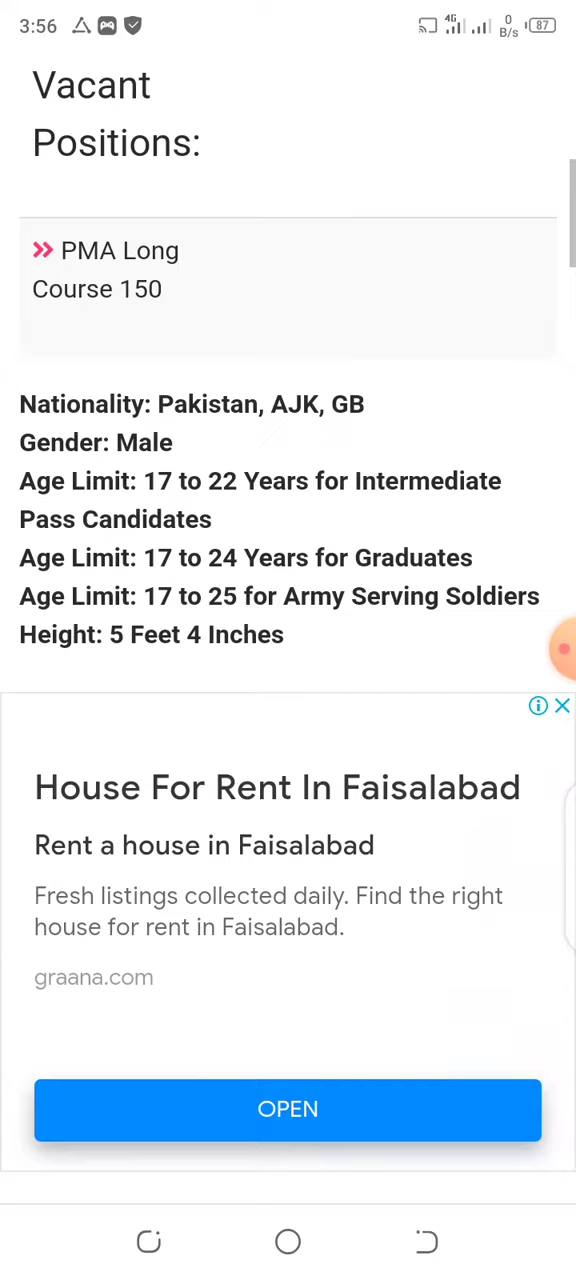 3:56
4G
0
B/s
87
Vacant
Positions:
PMA Long
Course 150
Nationality: Pakistan, AJK, GB
Gender: Male
Age Limit: 17 to 22 Years for Intermediate
Pass Candidates
Age Limit: 17 to 24 Years for Graduates
Age Limit: 17 to 25 for Army Serving Soldiers
Height: 5 Feet 4 Inches
House For Rent In Faisalabad
Rent a house in Faisalabad
Fresh listings collected daily. Find the right
house for rent in Faisalabad.
graana.com
OPEN